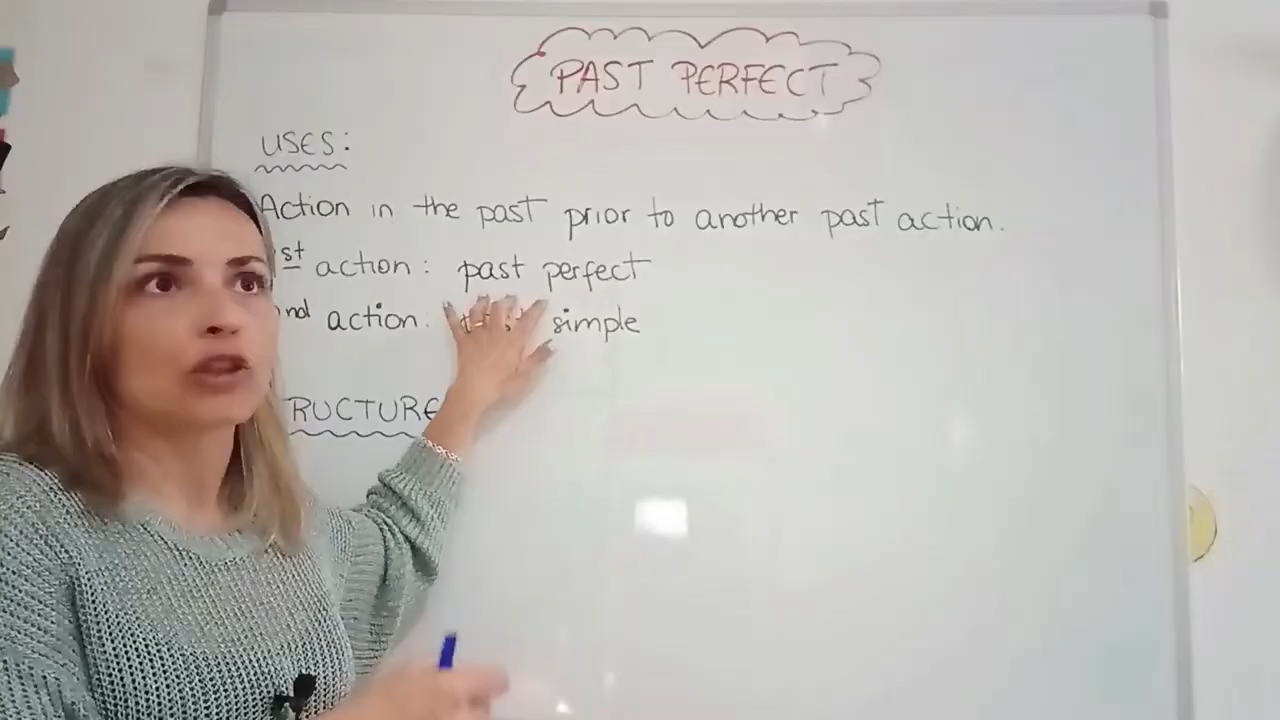 PAST PERFECT
USES:
Action in the past prior to another past action.
st action: past perfect
nd action: simple
RUCTURE